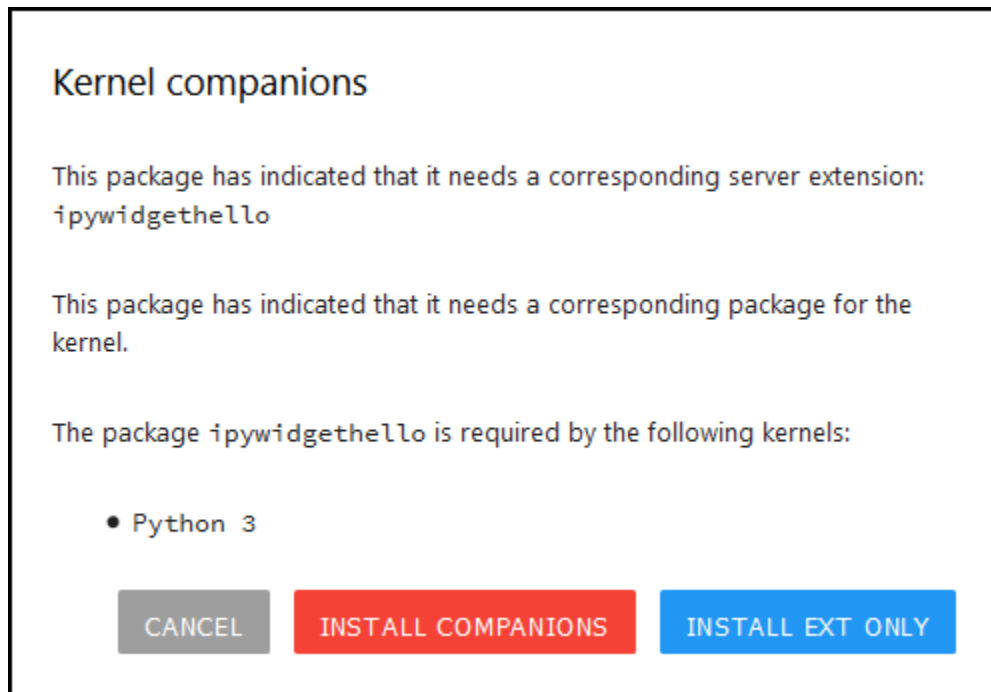 Kernel companions
This package has indicated that it needs a corresponding server extension:
ipywidgethello
This package has indicated that it needs a corresponding package for the
kernel.
The package ipywidgethello is required by the following kernels:
• Python 3
CANCEL
INSTALL COMPANIONS
INSTALL EXT ONLY